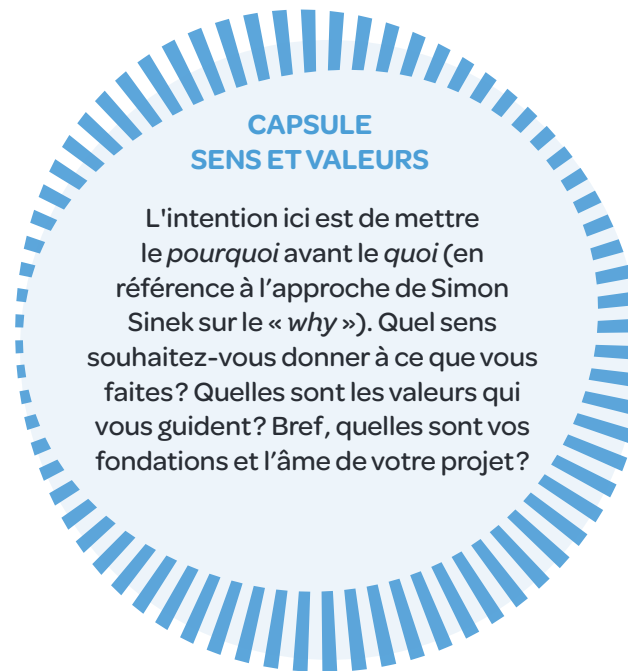 CAPSULE
SENS ET VALEURS
L'intention ici est de mettre
le pourquoi avant le quoi (en
référence à l’approche de Simon
Sinek sur le « why »). Quel sens
souhaitez-vous donner à ce que vous
faites? Quelles sont les valeurs qui
vous guident? Bref, quelles sont vos
fondations et l’âme de votre projet?